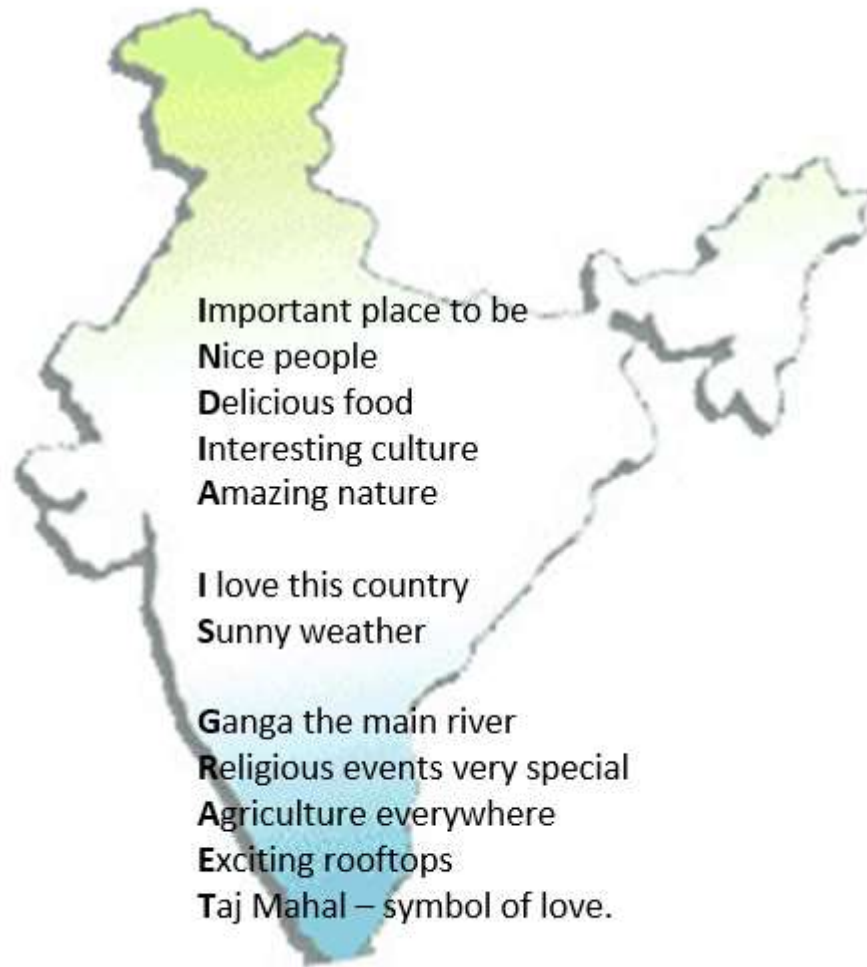 Important place to be
Nice people
Delicious food
Interesting culture
Amazing nature
I love this country
Sunny weather
Ganga the main river
Religious events very special
Agriculture everywhere
Exciting rooftops
Taj Mahal – symbol of love.